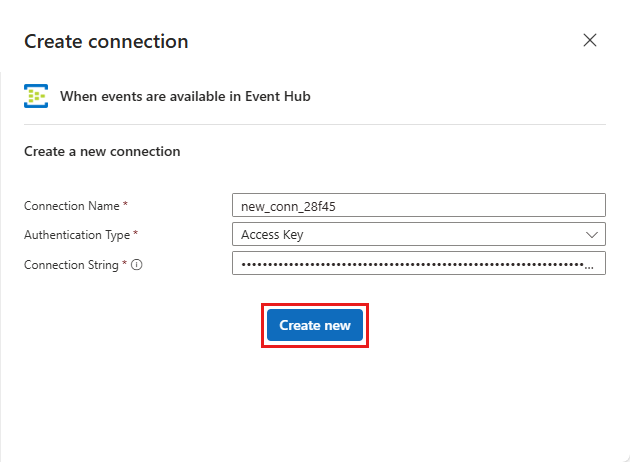 Create connection
When events are available in Event Hub
Create a new connection
Connection Name * new_conn_28f45
Authentication Type * Access Key
Connection String * ••••••••••••••••••••••••••••••••••••••••••••••••••••••••••••••••••...
Create new